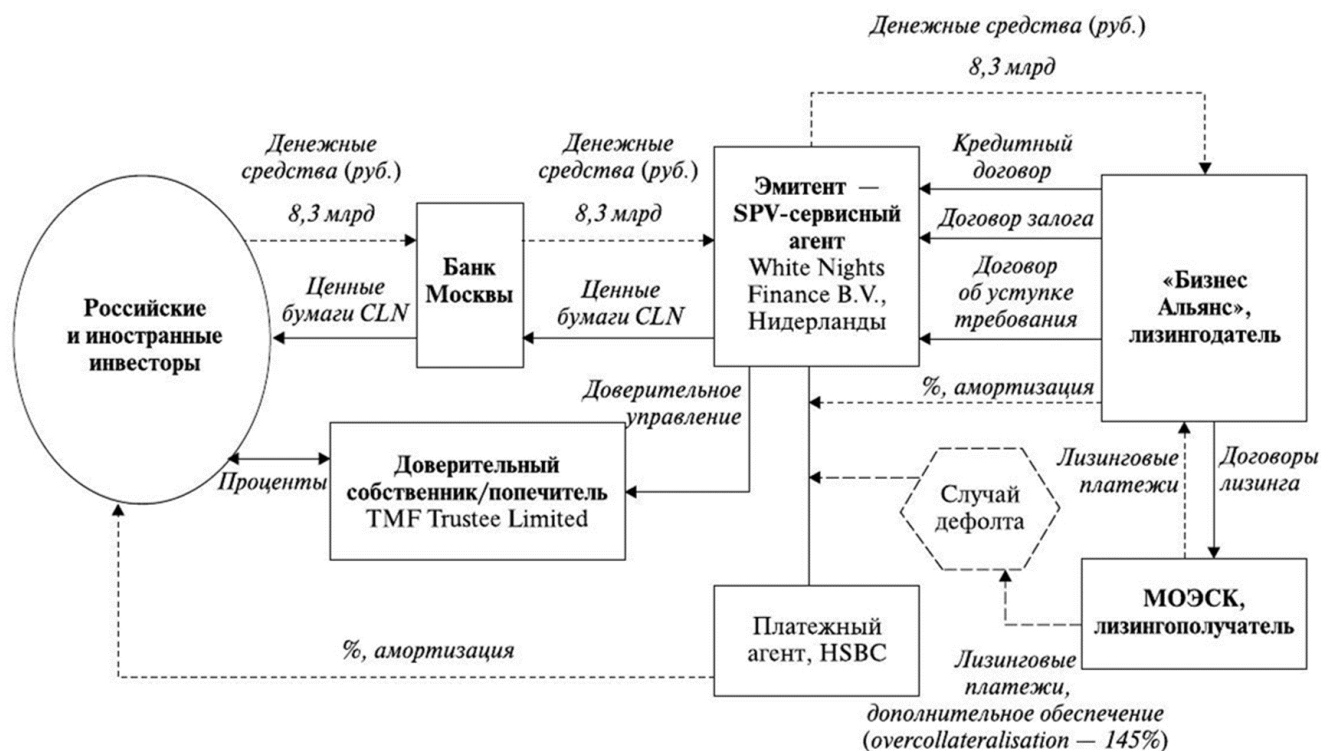 Денежные средства (руб.)
8,3 млрд
Денежные
средства (руб.)
8,3 млрд
Денежные
средства (руб.)
8,3 млрд
Российские
и иностранные
инвесторы
Ценные
бумаги CLN
Банк
Москвы
Ценные
бумаги CLN
Эмитент —
SPV-сервисный
агент
White Nights
Finance B.V.,
Нидерланды
Кредитный
договор
Договор залога
Договор
об уступке
требования
%, амортизация
«Бизнес
Альянс»,
лизингодатель
Доверительное
управление
Проценты
Доверительный
собственник/попечитель
TMF Trustee Limited
Случай
дефолта
Лизинговые
платежи
Договоры
лизинга
МОЭСК,
лизингополучатель
%, амортизация
Платежный
агент, HSBC
Лизинговые
платежи,
дополнительное обеспечение
(overcollateralisation — 145%)